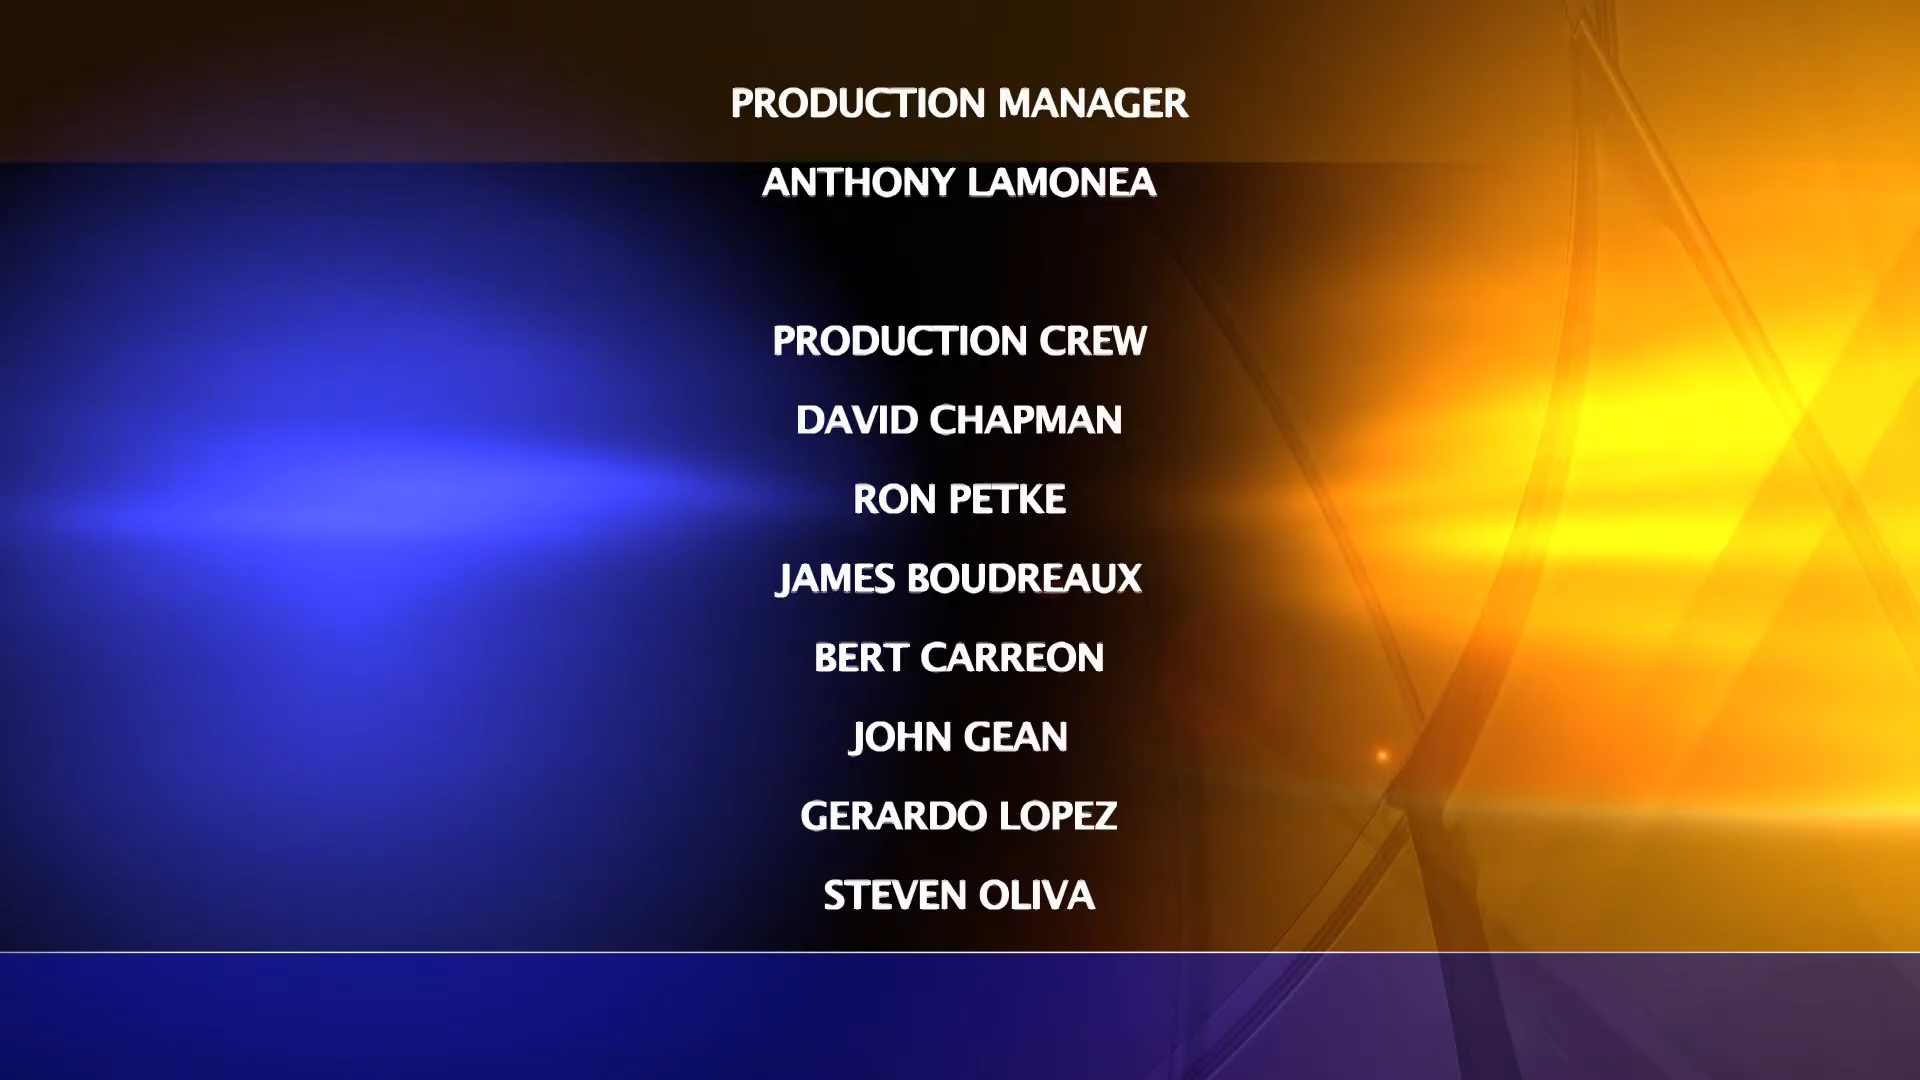 PRODUCTION MANAGER
ANTHONY LAMONEA
PRODUCTION CREW
DAVID CHAPMAN
RON PETKE
JAMES BOUDREAUX
BERT CARREON
JOHN GEAN
GERARDO LOPEZ
STEVEN OLIVA